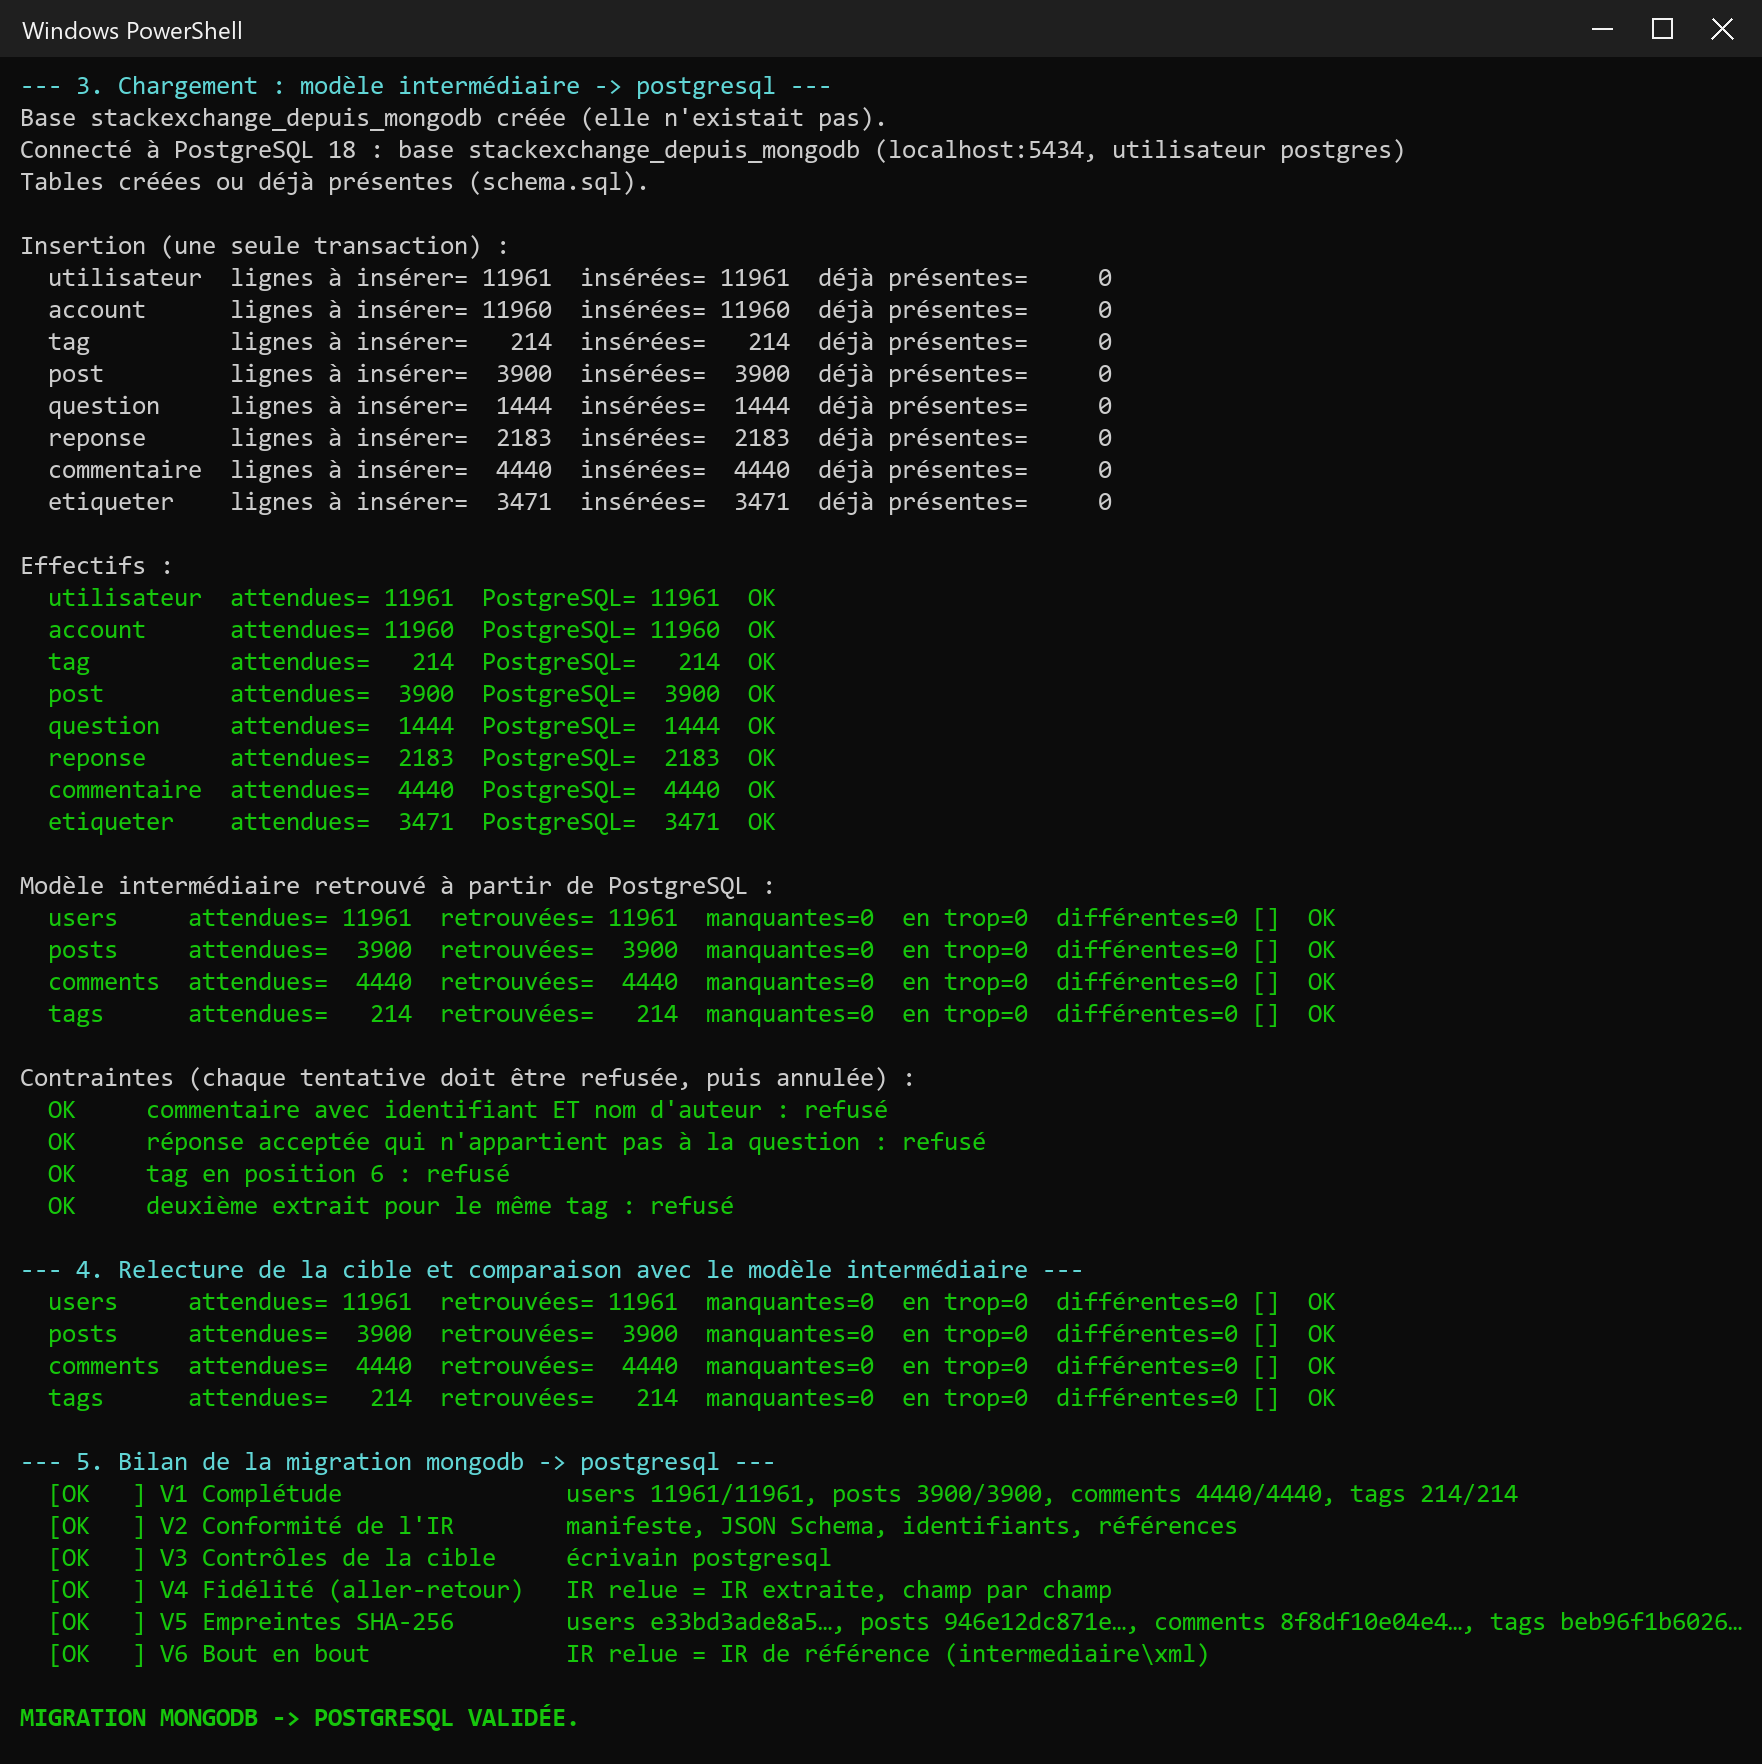 Windows PowerShell
--- 3. Chargement : modèle intermédiaire -> postgresql ---
Base stackexchange_depuis_mongodb créée (elle n'existait pas).
Connecté à PostgreSQL 18 : base stackexchange_depuis_mongodb (localhost:5434, utilisateur postgres)
Tables créées ou déjà présentes (schema.sql).
Insertion (une seule transaction) :
utilisateur  lignes à insérer= 11961  insérées= 11961  déjà présentes=     0
account      lignes à insérer= 11960  insérées= 11960  déjà présentes=     0
tag          lignes à insérer=   214  insérées=   214  déjà présentes=     0
post         lignes à insérer=  3900  insérées=  3900  déjà présentes=     0
question     lignes à insérer=  1444  insérées=  1444  déjà présentes=     0
reponse      lignes à insérer=  2183  insérées=  2183  déjà présentes=     0
commentaire  lignes à insérer=  4440  insérées=  4440  déjà présentes=     0
etiqueter    lignes à insérer=  3471  insérées=  3471  déjà présentes=     0
Effectifs :
utilisateur  attendues= 11961  PostgreSQL= 11961  OK
account      attendues= 11960  PostgreSQL= 11960  OK
tag          attendues=   214  PostgreSQL=   214  OK
post         attendues=  3900  PostgreSQL=  3900  OK
question     attendues=  1444  PostgreSQL=  1444  OK
reponse      attendues=  2183  PostgreSQL=  2183  OK
commentaire  attendues=  4440  PostgreSQL=  4440  OK
etiqueter    attendues=  3471  PostgreSQL=  3471  OK
Modèle intermédiaire retrouvé à partir de PostgreSQL :
users     attendues= 11961  retrouvées= 11961  manquantes=0  en trop=0  différentes=0 []  OK
posts     attendues=  3900  retrouvées=  3900  manquantes=0  en trop=0  différentes=0 []  OK
comments  attendues=  4440  retrouvées=  4440  manquantes=0  en trop=0  différentes=0 []  OK
tags      attendues=   214  retrouvées=   214  manquantes=0  en trop=0  différentes=0 []  OK
Contraintes (chaque tentative doit être refusée, puis annulée) :
OK     commentaire avec identifiant ET nom d'auteur : refusé
OK     réponse acceptée qui n'appartient pas à la question : refusé
OK     tag en position 6 : refusé
OK     deuxième extrait pour le même tag : refusé
--- 4. Relecture de la cible et comparaison avec le modèle intermédiaire ---
users     attendues= 11961  retrouvées= 11961  manquantes=0  en trop=0  différentes=0 []  OK
posts     attendues=  3900  retrouvées=  3900  manquantes=0  en trop=0  différentes=0 []  OK
comments  attendues=  4440  retrouvées=  4440  manquantes=0  en trop=0  différentes=0 []  OK
tags      attendues=   214  retrouvées=   214  manquantes=0  en trop=0  différentes=0 []  OK
--- 5. Bilan de la migration mongodb -> postgresql ---
[OK   ] V1 Complétude                users 11961/11961, posts 3900/3900, comments 4440/4440, tags 214/214
[OK   ] V2 Conformité de l'IR        manifeste, JSON Schema, identifiants, références
[OK   ] V3 Contrôles de la cible     écrivain postgresql
[OK   ] V4 Fidélité (aller-retour)   IR relue = IR extraite, champ par champ
[OK   ] V5 Empreintes SHA-256        users e33bd3ade8a5…, posts 946e12dc871e…, comments 8f8df10e04e4…, tags beb96f1b6026…
[OK   ] V6 Bout en bout              IR relue = IR de référence (intermediaire\xml)
MIGRATION MONGODB -> POSTGRESQL VALIDÉE.